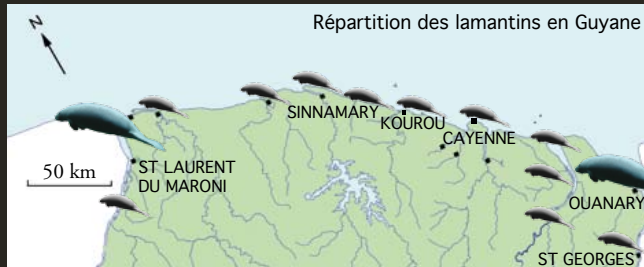 Répartition des lamantins en Guyane
N
SINNAMARY
KOUROU
CAYENNE
50 km
ST LAURENT
DU MARONI
OUANARY
ST GEORGES